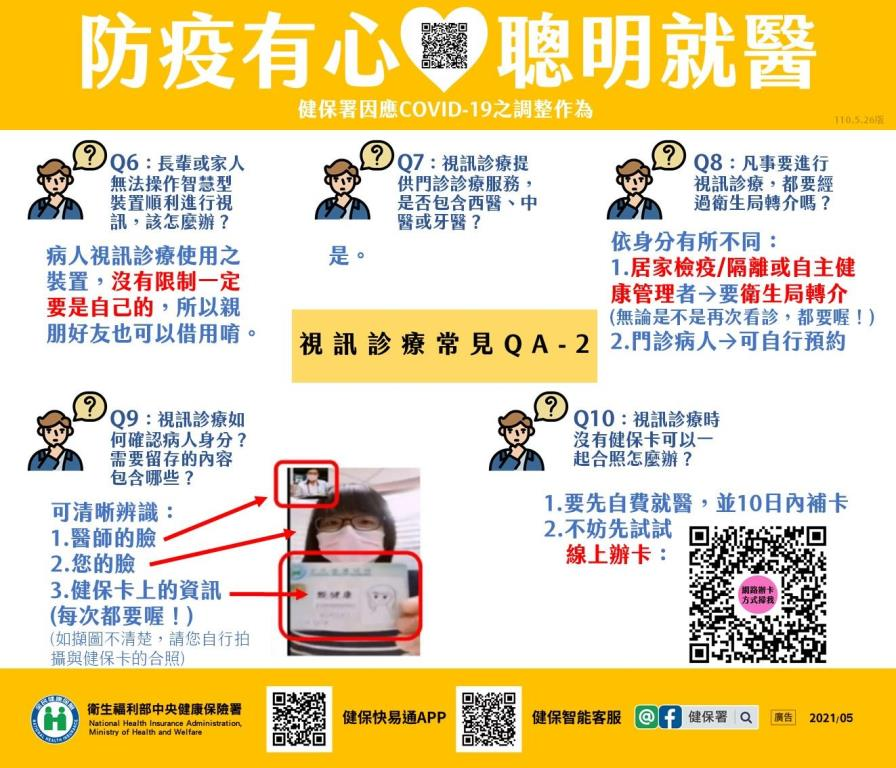 防疫有心 聰明就醫
健保署因應COVID-19之調整作為
110.5.26版
Q6：長輩或家人
無法操作智慧型
裝置順利進行視
訊，該怎麼辦？
病人視訊診療使用之
裝置，沒有限制一定
要是自己的，所以親
朋好友也可以借用唷。
Q7：視訊診療提
供門診診療服務，
是否包含西醫、中
醫或牙醫？
是。
Q8：凡事要進行
視訊診療，都要經
過衛生局轉介嗎？
依身分有所不同：
1.居家檢疫/隔離或自主健
康管理者→要衛生局轉介
(無論是不是再次看診，都要喔！)
2.門診病人→可自行預約
視訊診療常見QA-2
Q9：視訊診療如
何確認病人身分？
需要留存的內容
包含哪些？
可清晰辨識：
1.醫師的臉
2.您的臉
3.健保卡上的資訊
(每次都要喔！)
(如擷圖不清楚，請您自行拍
攝與健保卡的合照)
甄健康
Q10：視訊診療時
沒有健保卡可以一
起合照怎麼辦？
1.要先自費就醫，並10日內補卡
2.不妨先試試
線上辦卡：
網路辦卡
方式掃我
衛生福利部中央健康保險署
National Health Insurance Administration,
Ministry of Health and Welfare
健保快易通APP
健保智能客服
健保署
廣告
2021/05